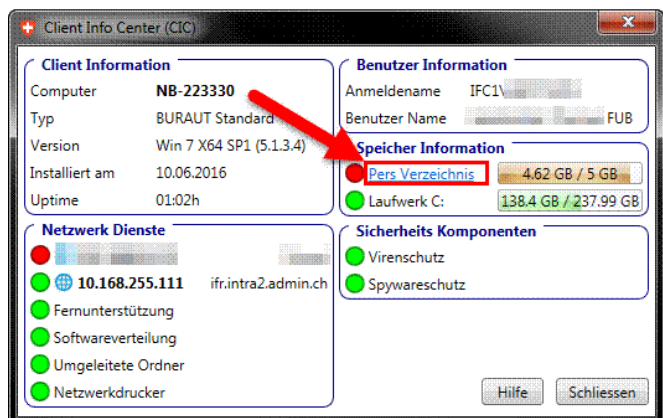 Client Info Center (CIC)
Client Information
Computer NB-223330
Typ BURAUT Standard
Version Win 7 X64 SP1 (5.1.3.4)
Installiert am 10.06.2016
Uptime 01:02h
Netzwerk Dienste
10.168.255.111 ifr.intra2.admin.ch
Fernunterstützung
Softwareverteilung
Umgeleitete Ordner
Netzwerkdrucker
Benutzer Information
Anmeldename IFC1\
Benutzer Name FUB
Speicher Information
Pers Verzeichnis 4.62 GB / 5 GB
Laufwerk C: 138.4 GB / 237.99 GB
Sicherheits Komponenten
Virenschutz
Spywareschutz
Hilfe Schliessen